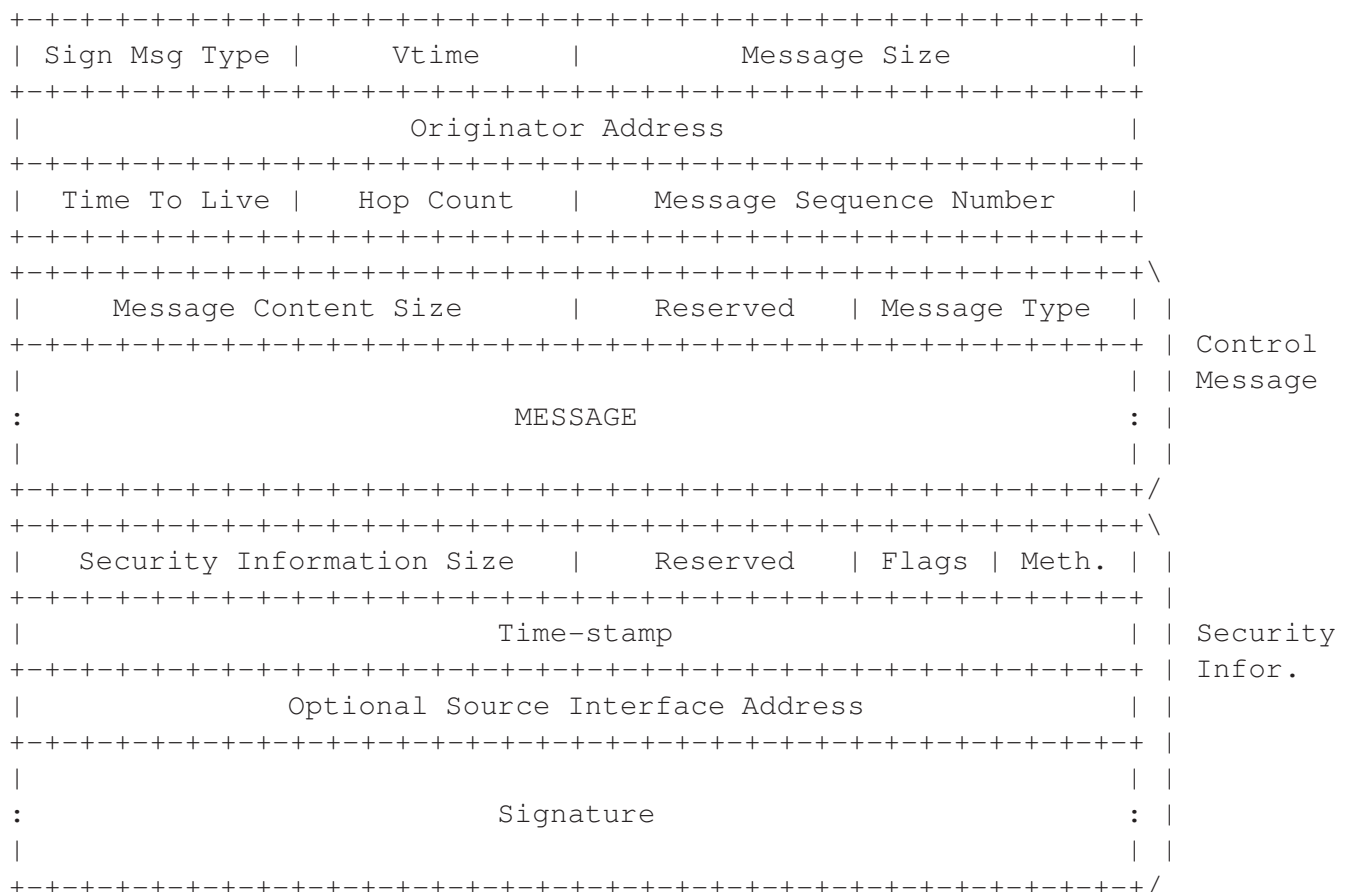 +-+-+-+-+-+-+-+-+-+-+-+-+-+-+-+-+-+-+-+-+-+-+-+-+-+-+-+-+-+-+-+-+
| Sign Msg Type |     Vtime     |         Message Size          |
+-+-+-+-+-+-+-+-+-+-+-+-+-+-+-+-+-+-+-+-+-+-+-+-+-+-+-+-+-+-+-+-+
|                      Originator Address                       |
+-+-+-+-+-+-+-+-+-+-+-+-+-+-+-+-+-+-+-+-+-+-+-+-+-+-+-+-+-+-+-+-+
|  Time To Live |   Hop Count   |    Message Sequence Number    |
+-+-+-+-+-+-+-+-+-+-+-+-+-+-+-+-+-+-+-+-+-+-+-+-+-+-+-+-+-+-+-+-+
+-+-+-+-+-+-+-+-+-+-+-+-+-+-+-+-+-+-+-+-+-+-+-+-+-+-+-+-+-+-+-+-+\
|     Message Content Size      |    Reserved   | Message Type  | |
+-+-+-+-+-+-+-+-+-+-+-+-+-+-+-+-+-+-+-+-+-+-+-+-+-+-+-+-+-+-+-+-+ | Control
|                                                               | | Message
:                            MESSAGE                            : |
|                                                               | |
+-+-+-+-+-+-+-+-+-+-+-+-+-+-+-+-+-+-+-+-+-+-+-+-+-+-+-+-+-+-+-+-+/
+-+-+-+-+-+-+-+-+-+-+-+-+-+-+-+-+-+-+-+-+-+-+-+-+-+-+-+-+-+-+-+-+\
|   Security Information Size   |    Reserved   | Flags | Meth. | |
+-+-+-+-+-+-+-+-+-+-+-+-+-+-+-+-+-+-+-+-+-+-+-+-+-+-+-+-+-+-+-+-+ |
|                           Time-stamp                          | | Security
+-+-+-+-+-+-+-+-+-+-+-+-+-+-+-+-+-+-+-+-+-+-+-+-+-+-+-+-+-+-+-+-+ | Infor.
|               Optional Source Interface Address               | |
+-+-+-+-+-+-+-+-+-+-+-+-+-+-+-+-+-+-+-+-+-+-+-+-+-+-+-+-+-+-+-+-+ |
|                                                               | |
:                           Signature                           : |
|                                                               | |
+-+-+-+-+-+-+-+-+-+-+-+-+-+-+-+-+-+-+-+-+-+-+-+-+-+-+-+-+-+-+-+-+/